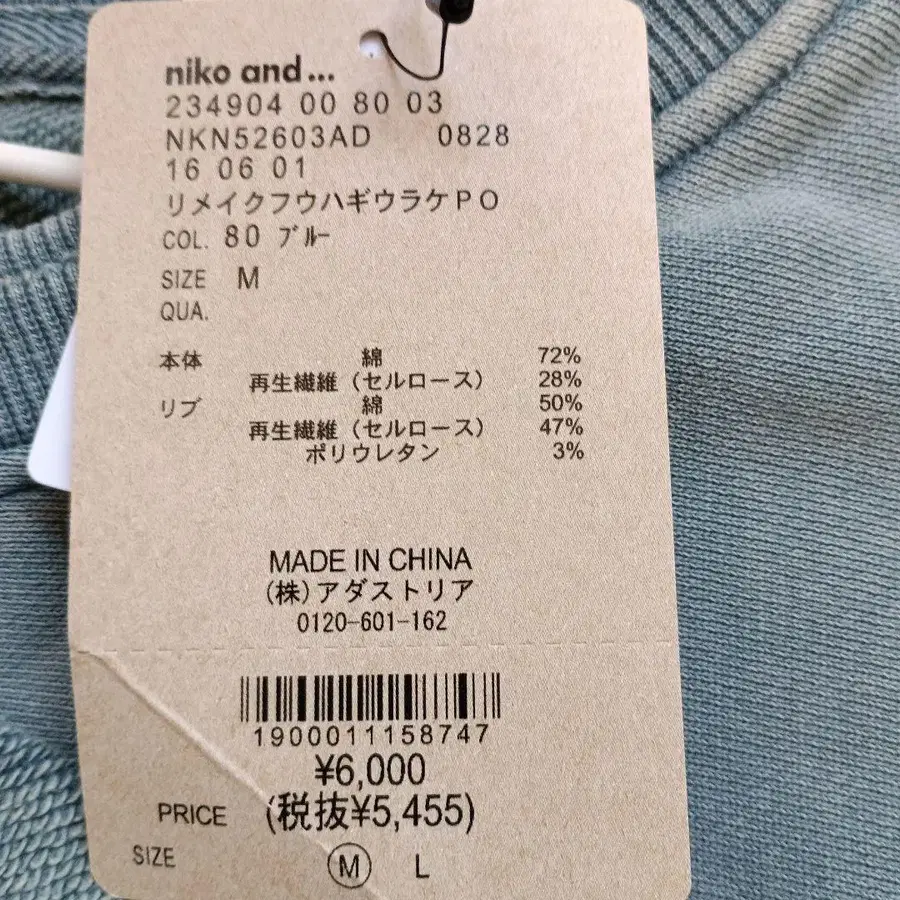 niko and...
234904 00 80 03
NKN52603AD 0828
16 06 01
リメイクフウハギウラケPO
COL. 80 ブルー
SIZE M
QUA.
本体 綿 72%
再生繊維（セルロース） 28%
リブ 綿 50%
再生繊維（セルロース） 47%
ポリウレタン 3%
MADE IN CHINA
(株)アダストリア
0120-601-162
1900011158747
¥6,000
PRICE (税抜¥5,455)
SIZE M L